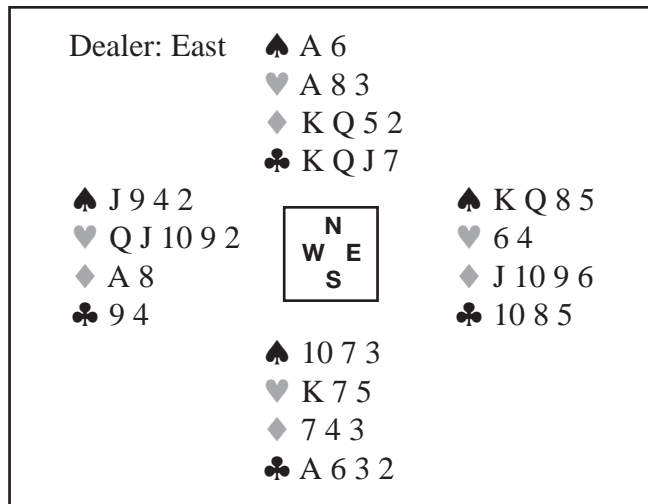 Dealer: East ♠ A 6
♥ A 8 3
♦ K Q 5 2
♣ K Q J 7
♠ J 9 4 2 N ♠ K Q 8 5
♥ Q J 10 9 2 W E ♥ 6 4
♦ A 8 S ♦ J 10 9 6
♣ 9 4 ♣ 10 8 5
♠ 10 7 3
♥ K 7 5
♦ 7 4 3
♣ A 6 3 2